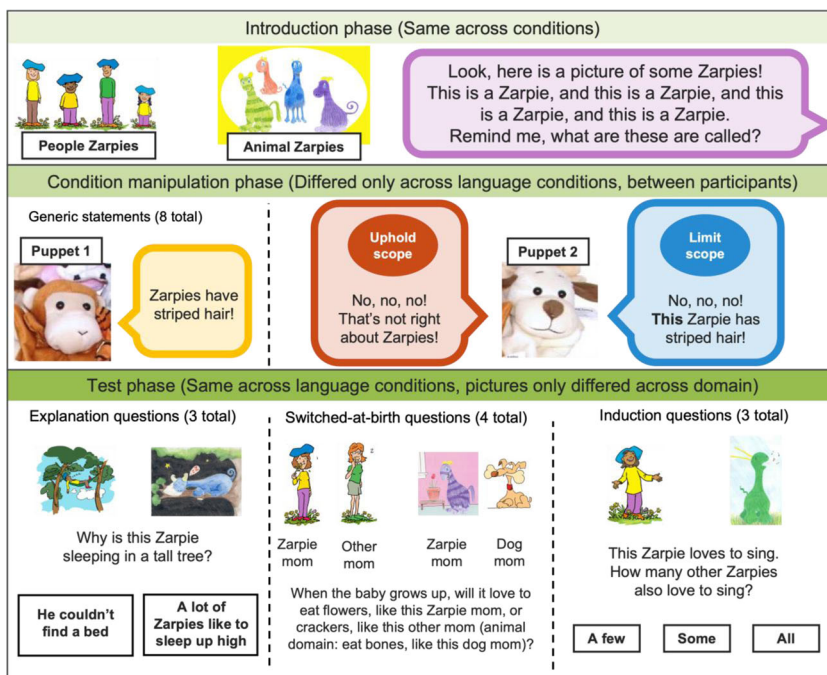 Introduction phase (Same across conditions)
People Zarpies
Animal Zarpies
Look, here is a picture of some Zarpies!
This is a Zarpie, and this is a Zarpie, and this
is a Zarpie, and this is a Zarpie.
Remind me, what are these are called?
Condition manipulation phase (Differed only across language conditions, between participants)
Generic statements (8 total)
Puppet 1
Zarpies have
striped hair!
Uphold
scope
No, no, no!
That's not right
about Zarpies!
Puppet 2
Limit
scope
No, no, no!
This Zarpie has
striped hair!
Test phase (Same across language conditions, pictures only differed across domain)
Explanation questions (3 total)
Why is this Zarpie
sleeping in a tall tree?
He couldn't
find a bed
A lot of
Zarpies like to
sleep up high
Switched-at-birth questions (4 total)
Zarpie
mom
Other
mom
Zarpie
mom
Dog
mom
When the baby grows up, will it love to
eat flowers, like this Zarpie mom, or
crackers, like this other mom (animal
domain: eat bones, like this dog mom)?
Induction questions (3 total)
This Zarpie loves to sing.
How many other Zarpies
also love to sing?
A few
Some
All